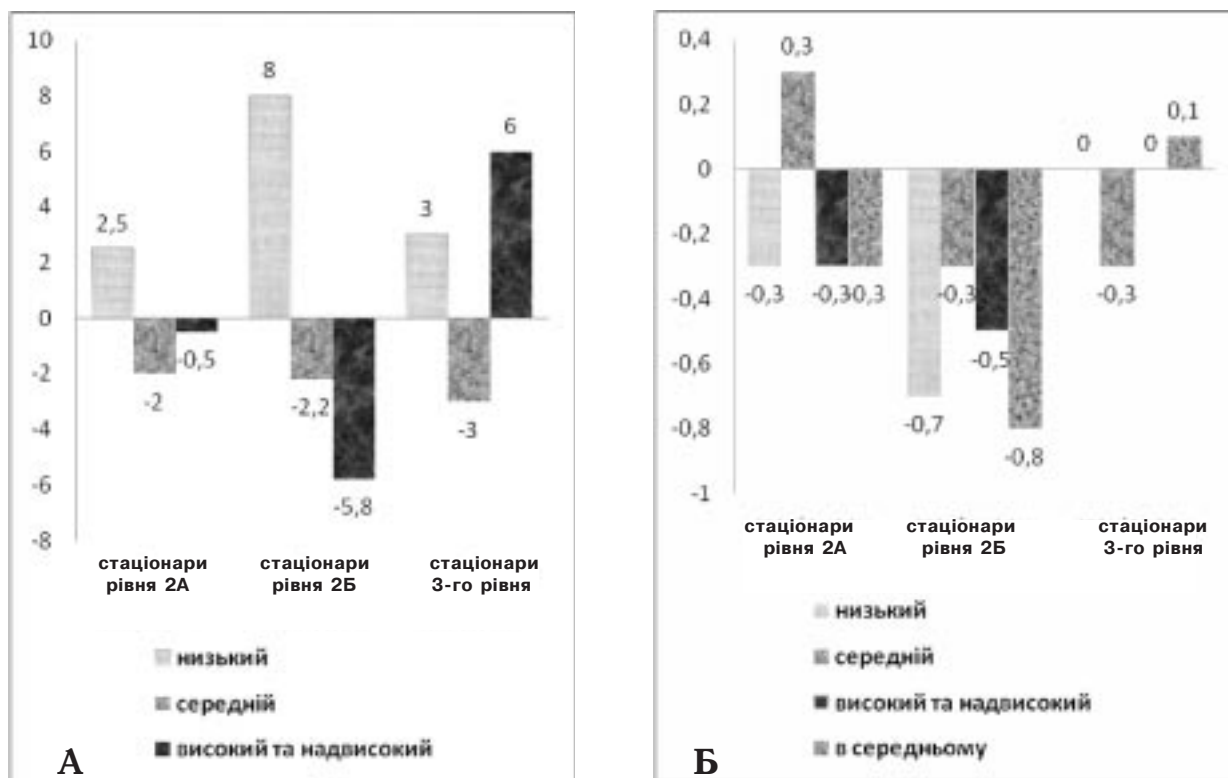 10
8
6
4
2
0
-2
-4
-6
-8
2,5
-2
-0,5
8
-2,2
-5,8
3
-3
6
стаціонари
рівня 2А
стаціонари
рівня 2Б
стаціонари
3-го рівня
низький
середній
високий та надвисокий
А
0,4
0,2
0
-0,2
-0,4
-0,6
-0,8
-1
-0,3
0,3
-0,3
-0,3
-0,7
-0,3
-0,5
-0,8
0
-0,3
0
0,1
стаціонари
рівня 2А
стаціонари
рівня 2Б
стаціонари
3-го рівня
низький
середній
високий та надвисокий
в середньому
Б